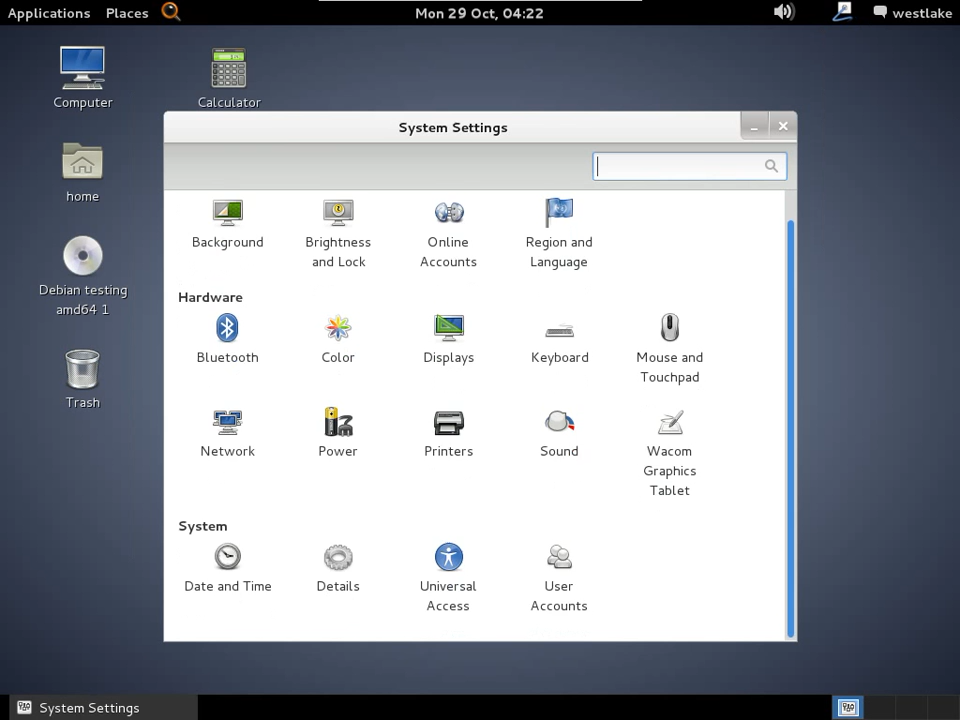 Applications Places Mon 29 Oct, 04:22 westlake
Computer
Calculator
home
Debian testing
amd64 1
Trash
System Settings
Background
Brightness
and Lock
Online
Accounts
Region and
Language
Hardware
Bluetooth
Color
Displays
Keyboard
Mouse and
Touchpad
Network
Power
Printers
Sound
Wacom
Graphics
Tablet
System
Date and Time
Details
Universal
Access
User
Accounts
System Settings